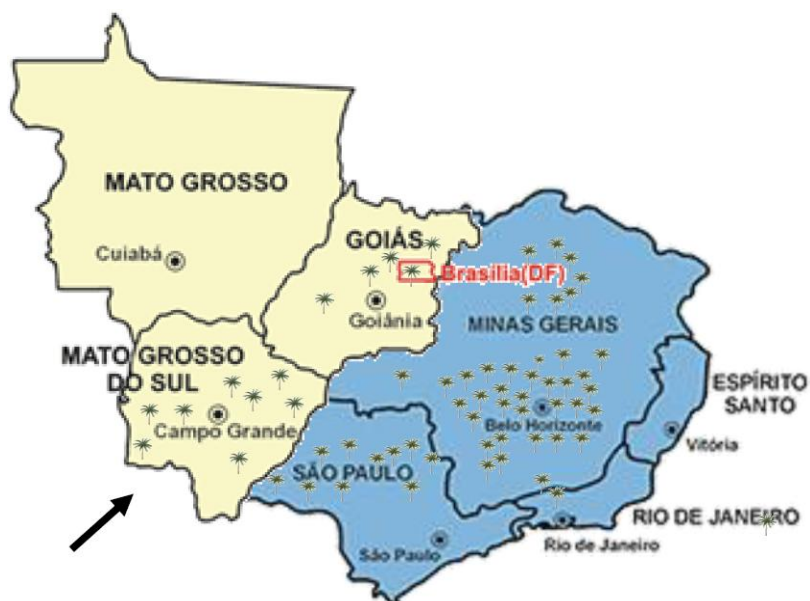 MATO GROSSO
Cuiabá
GOIÁS
Brasília(DF)
Goiânia
MINAS GERAIS
MATO GROSSO
DO SUL
ESPÍRITO
SANTO
Campo Grande
Belo Horizonte
Vitória
SÃO PAULO
RIO DE JANEIRO
São Paulo
Rio de Janeiro